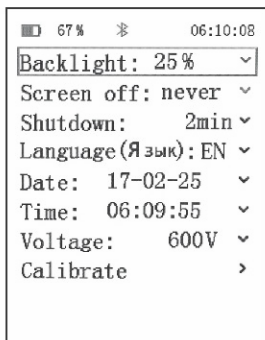 67% 06:10:08
Backlight: 25%
Screen off: never
Shutdown: 2min
Language(Язык): EN
Date: 17-02-25
Time: 06:09:55
Voltage: 600V
Calibrate